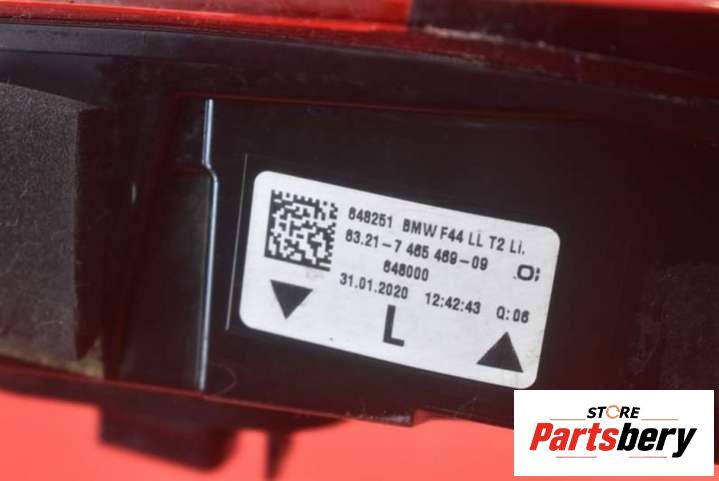 848251 BMW F44 LL T2 Li.
63.21-7 465 469-09
848000
31.01.2020 12:42:43 Q:06
L
STORE
Partsbery